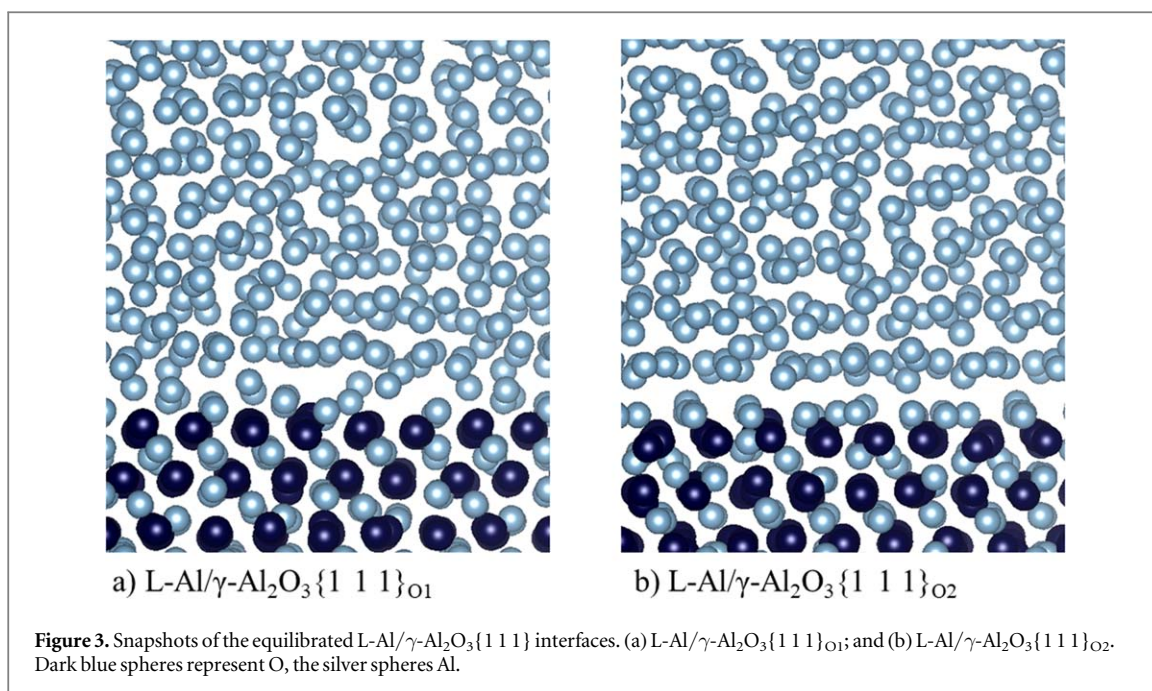 a) L-Al/γ-Al₂O₃{1 1 1}O1
b) L-Al/γ-Al₂O₃{1 1 1}O2
Figure 3. Snapshots of the equilibrated L-Al/γ-Al₂O₃{1 1 1} interfaces. (a) L-Al/γ-Al₂O₃{1 1 1}O1; and (b) L-Al/γ-Al₂O₃{1 1 1}O2.
Dark blue spheres represent O, the silver spheres Al.